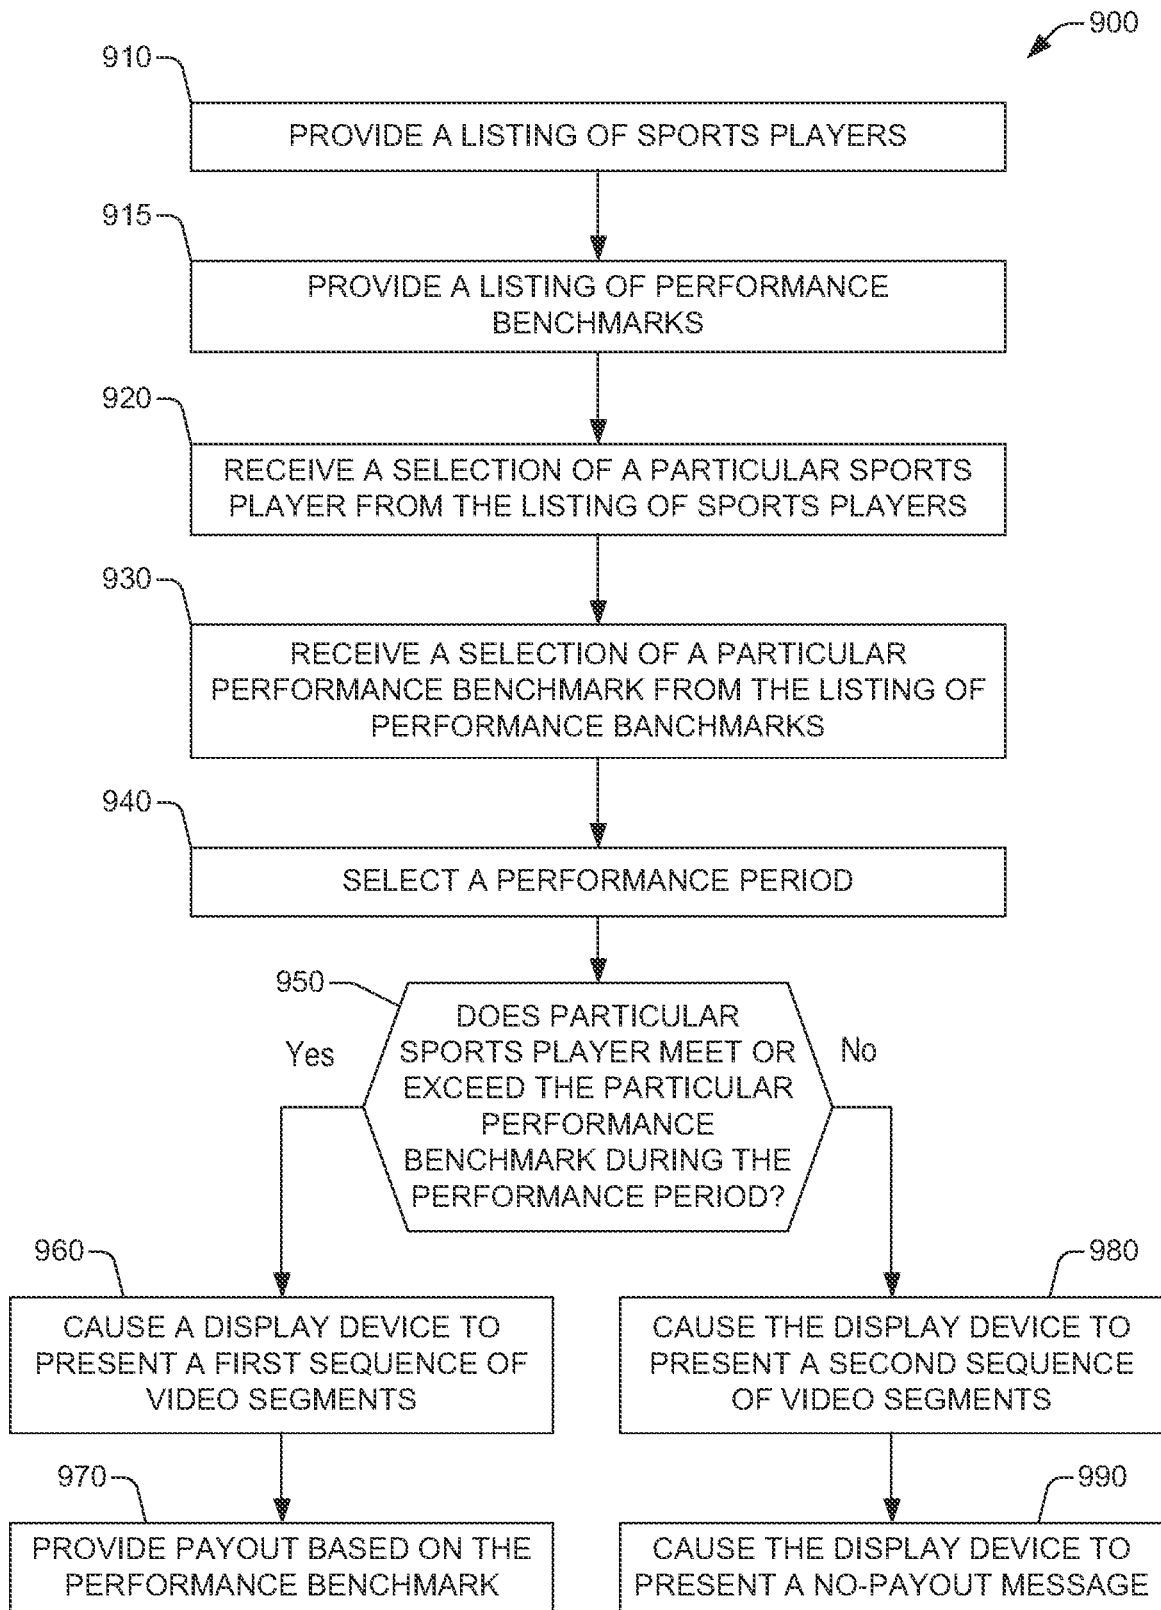 900
910
PROVIDE A LISTING OF SPORTS PLAYERS
915
PROVIDE A LISTING OF PERFORMANCE
BENCHMARKS
920
RECEIVE A SELECTION OF A PARTICULAR SPORTS
PLAYER FROM THE LISTING OF SPORTS PLAYERS
930
RECEIVE A SELECTION OF A PARTICULAR
PERFORMANCE BENCHMARK FROM THE LISTING OF
PERFORMANCE BANCHMARKS
940
SELECT A PERFORMANCE PERIOD
950
DOES PARTICULAR
SPORTS PLAYER MEET OR
EXCEED THE PARTICULAR
PERFORMANCE
BENCHMARK DURING THE
PERFORMANCE PERIOD?
Yes
No
960
CAUSE A DISPLAY DEVICE TO
PRESENT A FIRST SEQUENCE OF
VIDEO SEGMENTS
970
PROVIDE PAYOUT BASED ON THE
PERFORMANCE BENCHMARK
980
CAUSE THE DISPLAY DEVICE TO
PRESENT A SECOND SEQUENCE
OF VIDEO SEGMENTS
990
CAUSE THE DISPLAY DEVICE TO
PRESENT A NO-PAYOUT MESSAGE